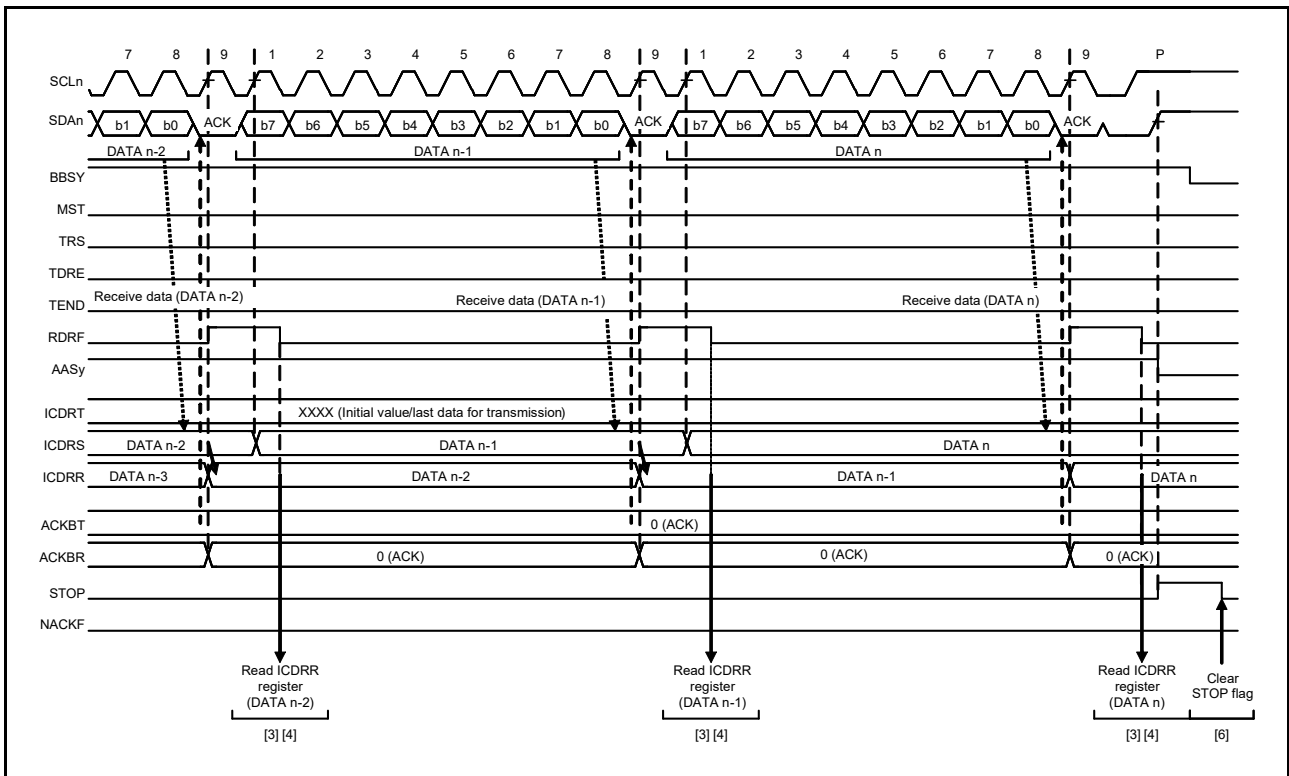 7 8 9 1 2 3 4 5 6 7 8 9 1 2 3 4 5 6 7 8 9 P
SCLn
SDAn b1 b0 ACK b7 b6 b5 b4 b3 b2 b1 b0 ACK b7 b6 b5 b4 b3 b2 b1 b0 ACK
DATA n-2 DATA n-1 DATA n
BBSY
MST
TRS
TDRE
Receive data (DATA n-2) Receive data (DATA n-1) Receive data (DATA n)
TEND
RDRF
AASy
ICDRT XXXX (Initial value/last data for transmission)
ICDRS DATA n-2 DATA n-1 DATA n
ICDRR DATA n-3 DATA n-2 DATA n-1 DATA n
ACKBT 0 (ACK)
ACKBR 0 (ACK) 0 (ACK) 0 (ACK)
STOP
NACKF
Read ICDRR
register
(DATA n-2)
[3] [4]
Read ICDRR
register
(DATA n-1)
[3] [4]
Read ICDRR
register
(DATA n)
[3] [4]
Clear
STOP flag
[6]